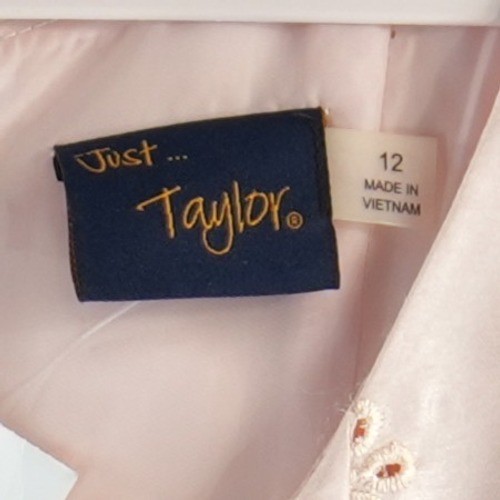 Just ...
Taylor®
12
MADE IN
VIETNAM